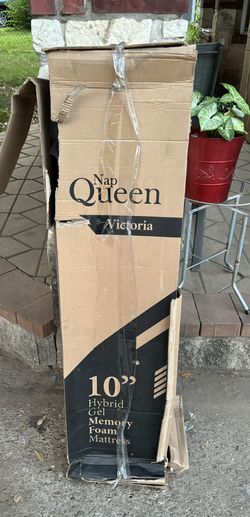 Nap
Queen
Victoria
10”
Hybrid
Gel
Memory
Foam
Mattress